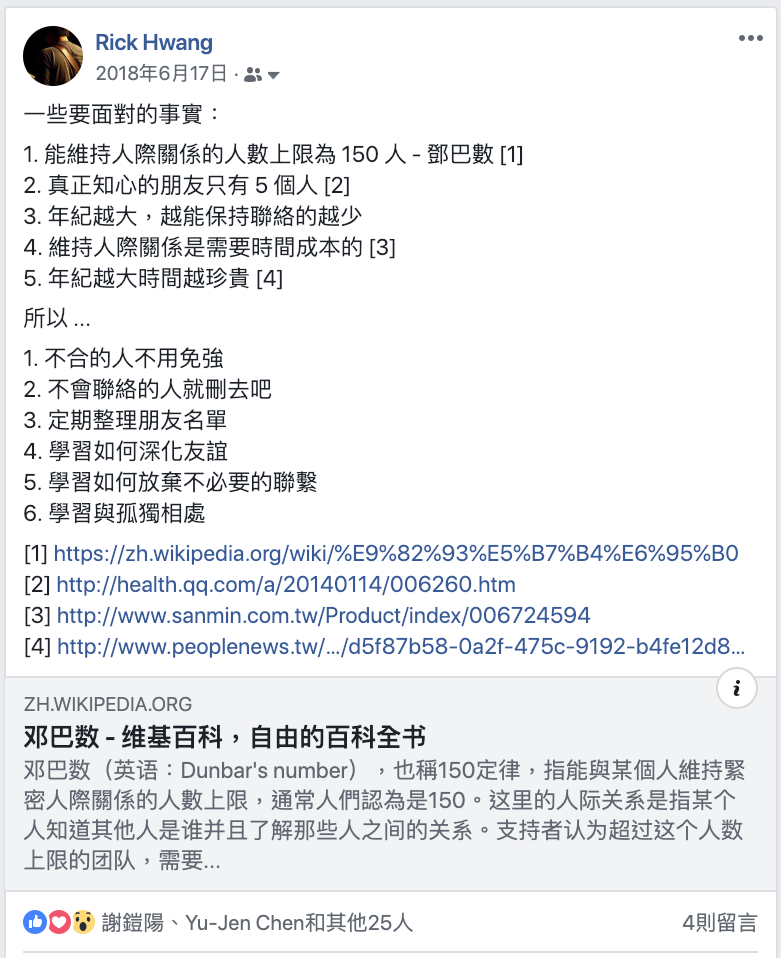 Rick Hwang
2018年6月17日 ·
一些要面對的事實：
1. 能維持人際關係的人數上限為 150 人 - 鄧巴數 [1]
2. 真正知心的朋友只有 5 個人 [2]
3. 年紀越大，越能保持聯絡的越少
4. 維持人際關係是需要時間成本的 [3]
5. 年紀越大時間越珍貴 [4]
所以 ...
1. 不合的人不用免強
2. 不會聯絡的人就刪去吧
3. 定期整理朋友名單
4. 學習如何深化友誼
5. 學習如何放棄不必要的聯繫
6. 學習與孤獨相處
[1] https://zh.wikipedia.org/wiki/%E9%82%93%E5%B7%B4%E6%95%B0
[2] http://health.qq.com/a/20140114/006260.htm
[3] http://www.sanmin.com.tw/Product/index/006724594
[4] http://www.peoplenews.tw/.../d5f87b58-0a2f-475c-9192-b4fe12d8...
ZH.WIKIPEDIA.ORG
邓巴数 - 维基百科，自由的百科全书
邓巴数（英语：Dunbar's number），也稱150定律，指能與某個人維持緊
密人際關係的人數上限，通常人們認為是150。这里的人际关系是指某个
人知道其他人是谁并且了解那些人之间的关系。支持者认为超过这个人数
上限的团队，需要...
謝鎧陽、Yu-Jen Chen和其他25人
4則留言